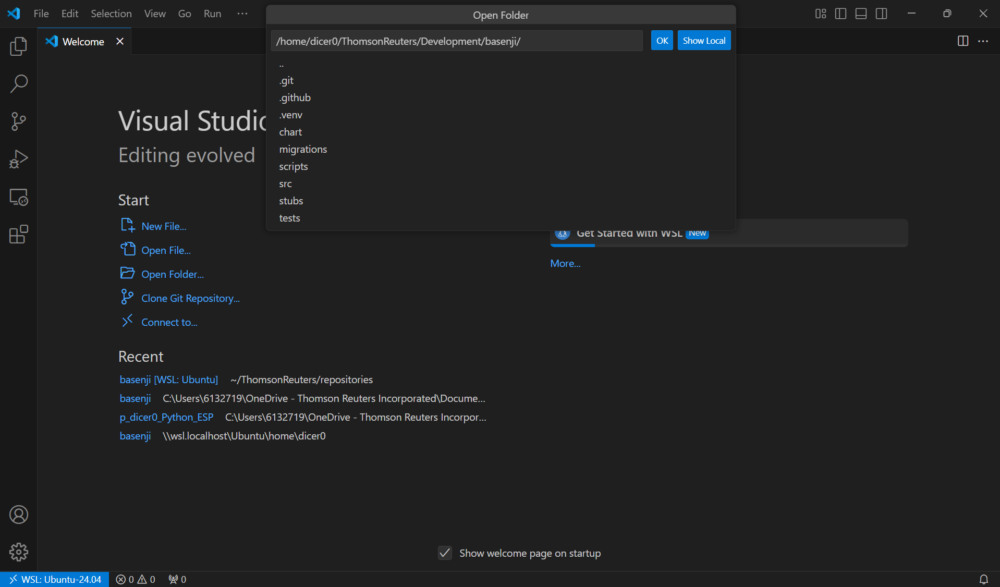 File Edit Selection View Go Run ···
Open Folder
Welcome
/home/dicer0/ThomsonReuters/Development/basenji/
OK
Show Local
..
.git
.github
.venv
chart
migrations
scripts
src
stubs
tests
Visual Studio
Editing evolved
Start
New File...
Open File...
Open Folder...
Clone Git Repository...
Connect to...
Get Started with WSL New
More...
Recent
basenji [WSL: Ubuntu] ~/ThomsonReuters/repositories
basenji C:\Users\6132719\OneDrive - Thomson Reuters Incorporated\Docume...
p_dicer0_Python_ESP C:\Users\6132719\OneDrive - Thomson Reuters Incorpor...
basenji \\wsl.localhost\Ubuntu\home\dicer0
Show welcome page on startup
WSL: Ubuntu-24.04 0 0 0